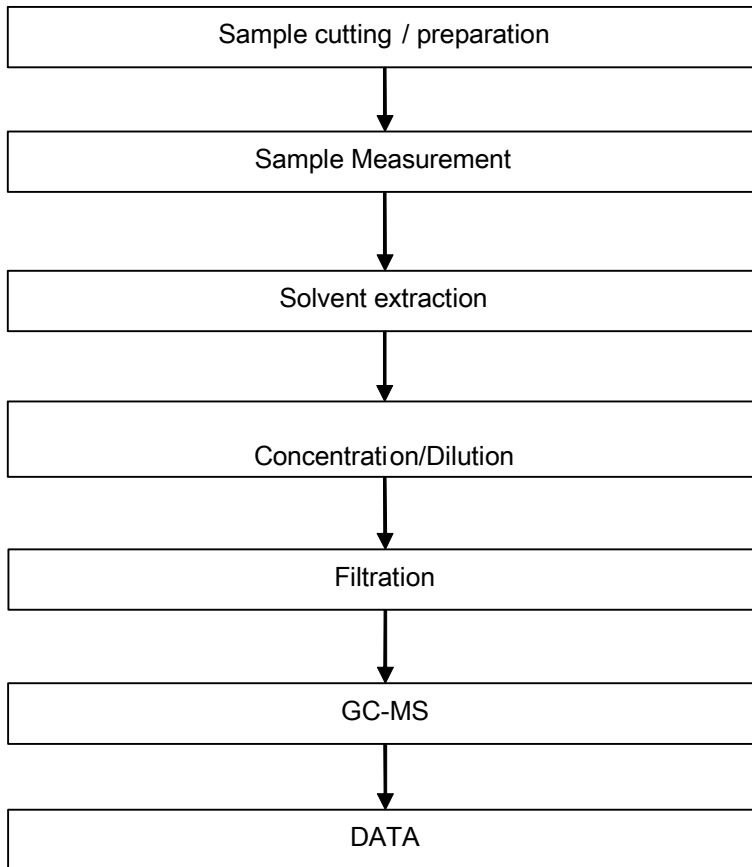 Sample cutting / preparation
Sample Measurement
Solvent extraction
Concentration/Dilution
Filtration
GC-MS
DATA